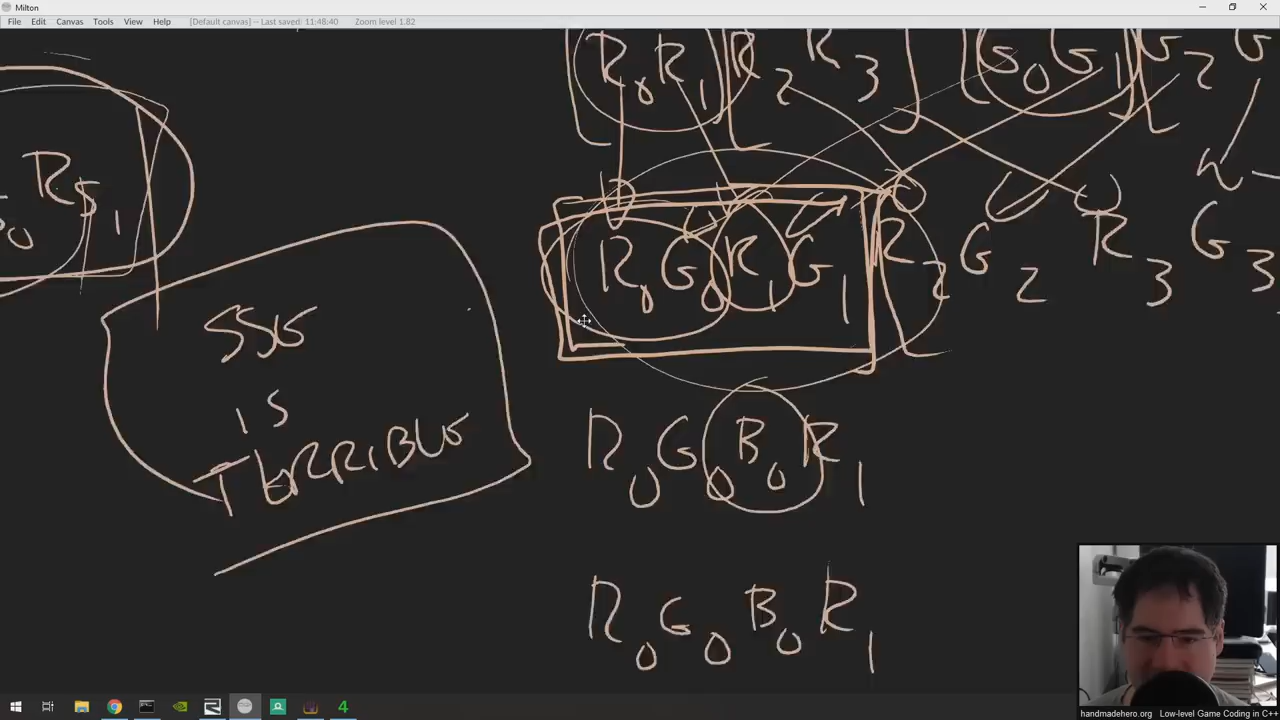 Milton
File Edit Canvas Tools View Help [Default canvas] -- Last saved: 11:48:40 Zoom level 1.82
R0 R1 R2 R3 G0 G1 G2 G
0 R5 1
R0 G0 R1 G1 R2 G2 R3 G3
IS
TERRIBLE
R0 G0 B0 R1
R0 G0 B0 R1
4
handmadehero.org Low-level Game Coding in C++